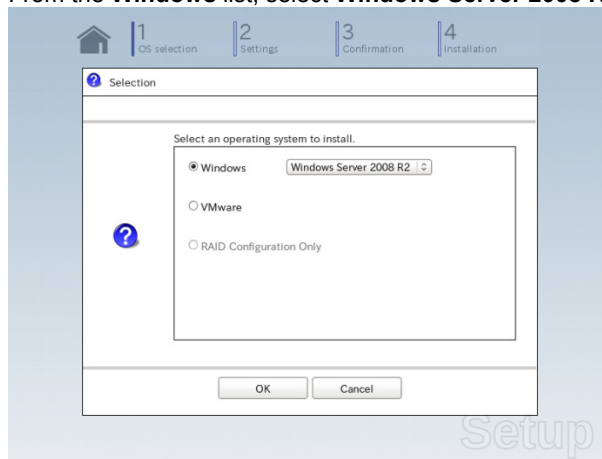 From the Windows list, select Windows Server 2008 R
1
OS selection
2
Settings
3
Confirmation
4
Installation
Selection
Select an operating system to install.
Windows
Windows Server 2008 R2
VMware
RAID Configuration Only
OK
Cancel
Setup